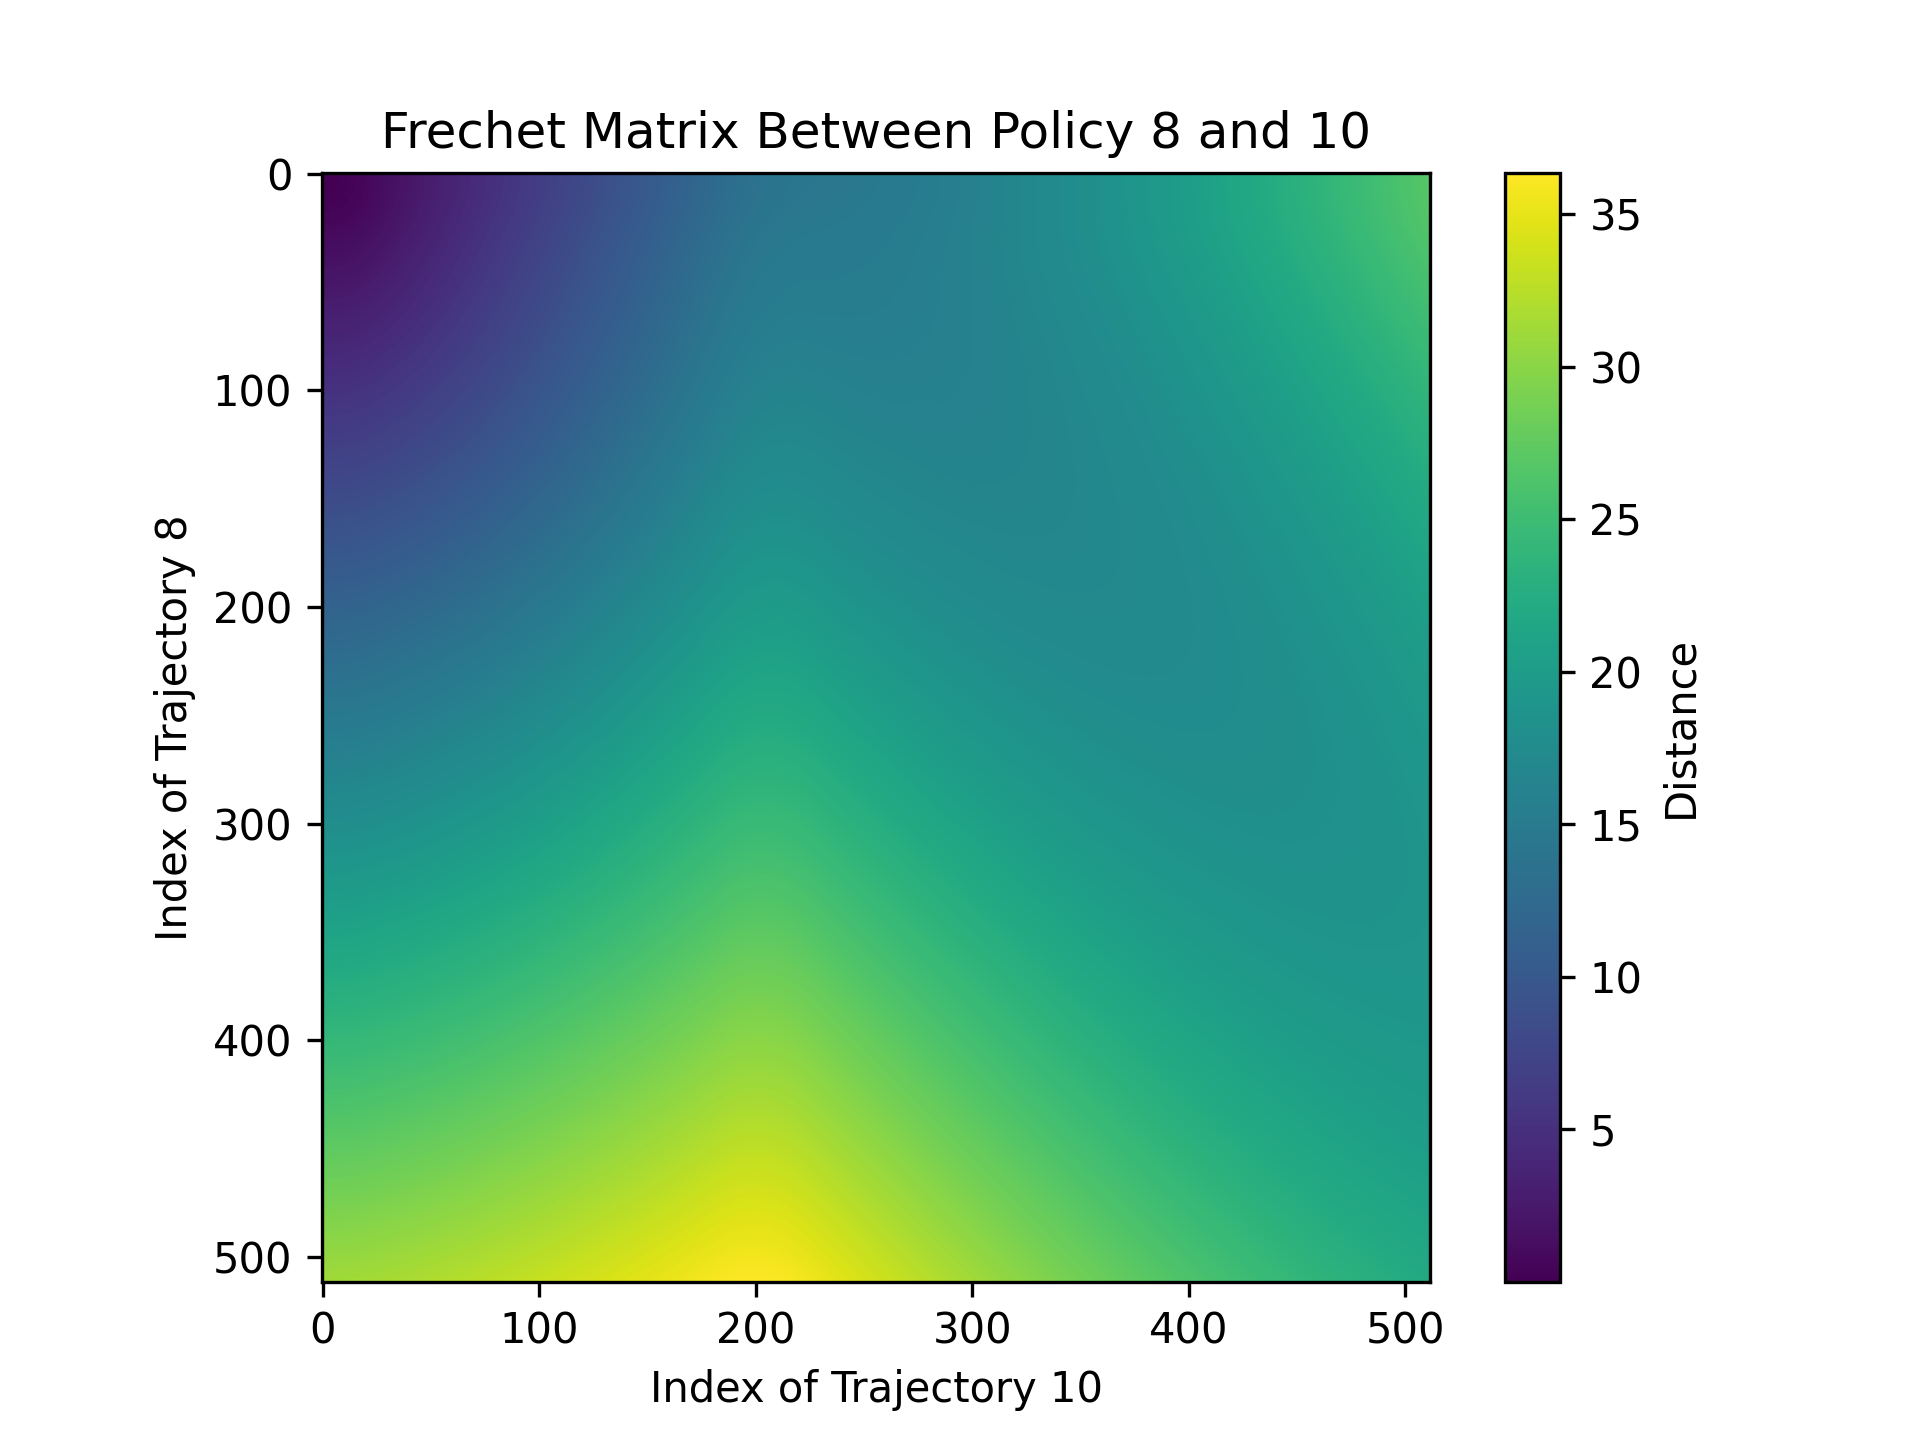 Frechet Matrix Between Policy 8 and 10
0
100
200
300
400
500
Index of Trajectory 8
0 100 200 300 400 500
Index of Trajectory 10
35
30
25
20
15
10
5
Distance